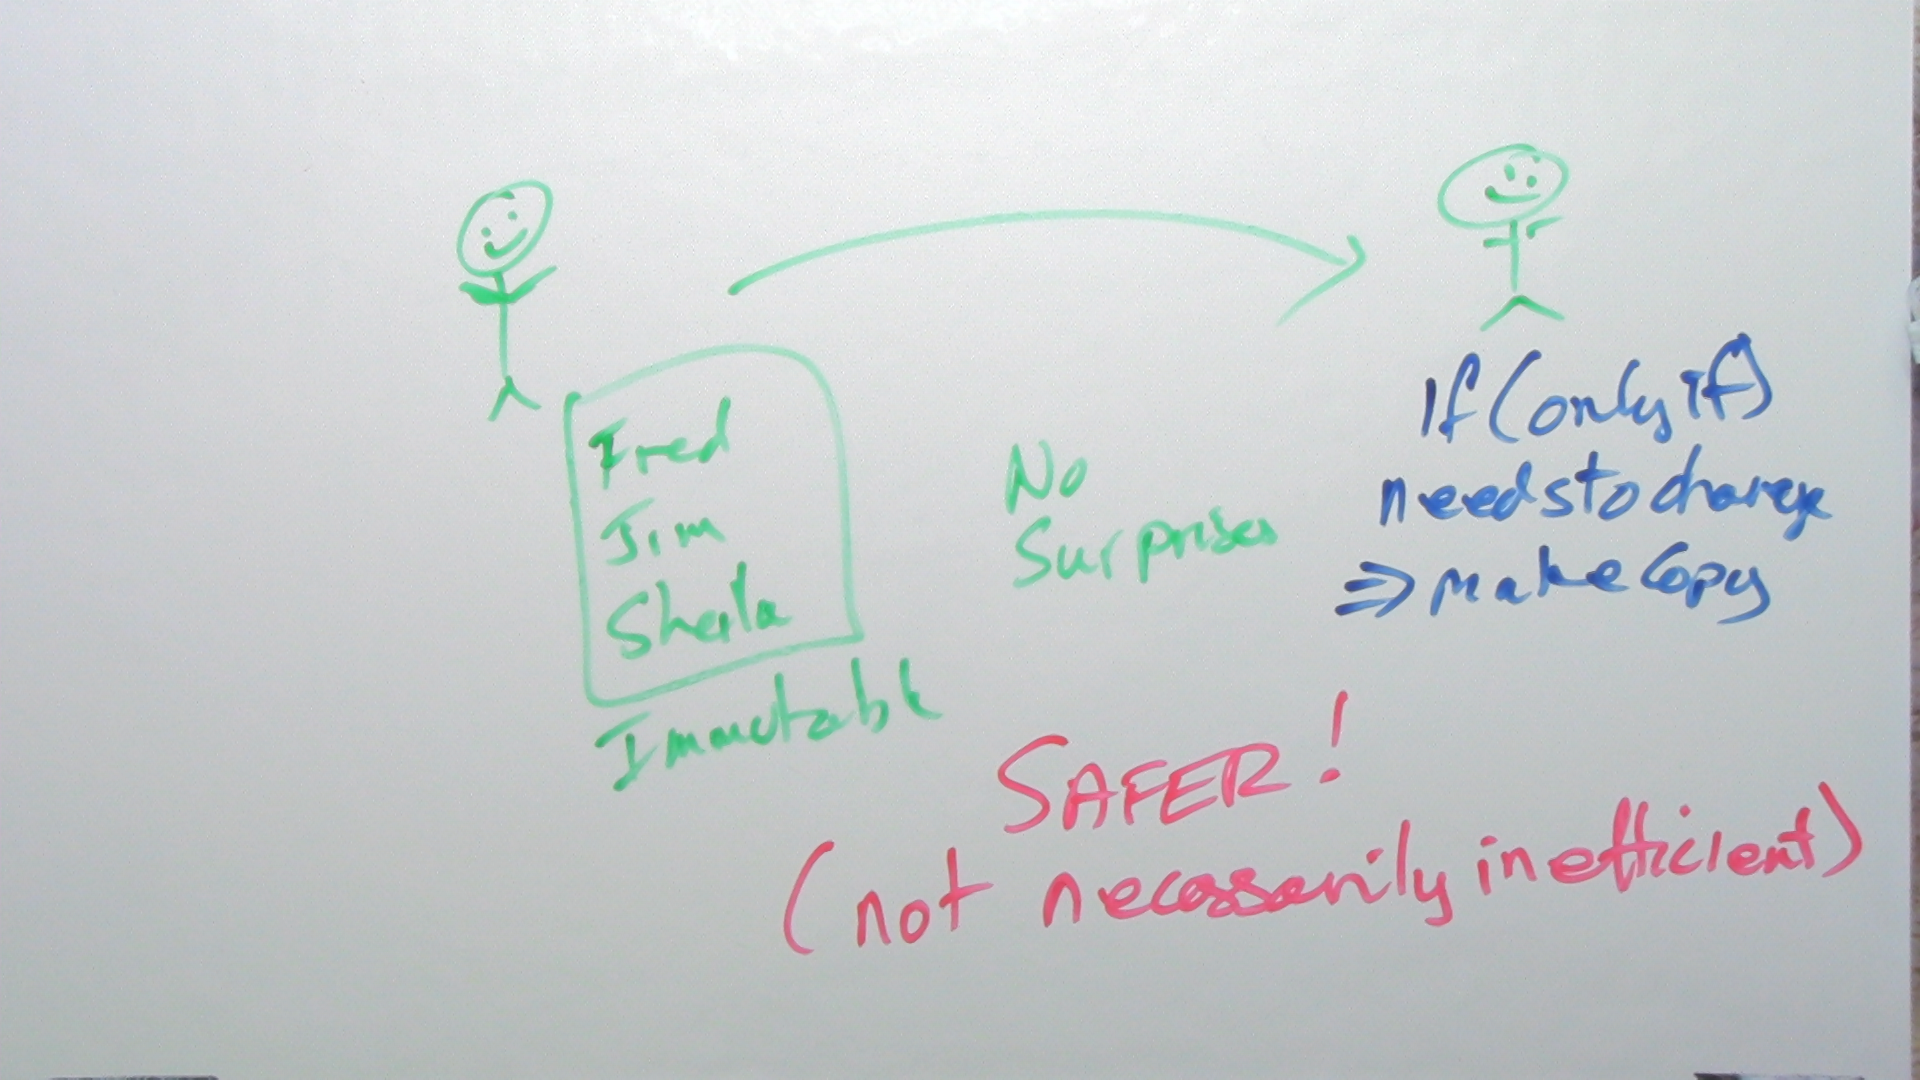 Fred
Jim
Sheila
Immutable
No
Surprises
If (only if)
needs to change
⇒ make copy
SAFER!
(not necessarily inefficient)